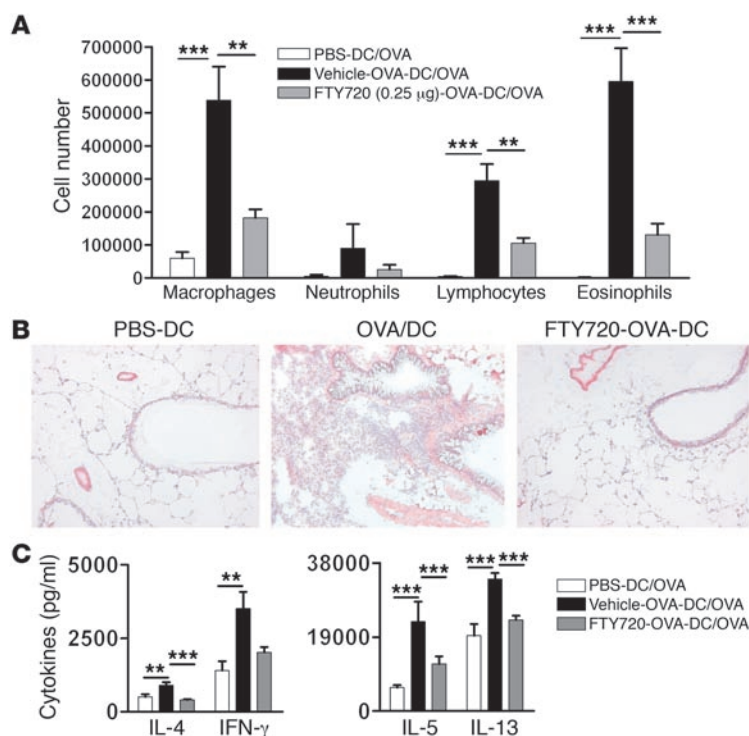 A
*** ** *** ** *** ***
700000
600000
500000
400000
300000
200000
100000
0
Cell number
PBS-DC/OVA
Vehicle-OVA-DC/OVA
FTY720 (0.25 μg)-OVA-DC/OVA
Macrophages Neutrophils Lymphocytes Eosinophils
B
PBS-DC OVA/DC FTY720-OVA-DC
C
Cytokines (pg/ml)
5000
2500
0
** *** **
IL-4 IFN-γ
38000
19000
0
*** *** *** ***
IL-5 IL-13
PBS-DC/OVA
Vehicle-OVA-DC/OVA
FTY720-OVA-DC/OVA